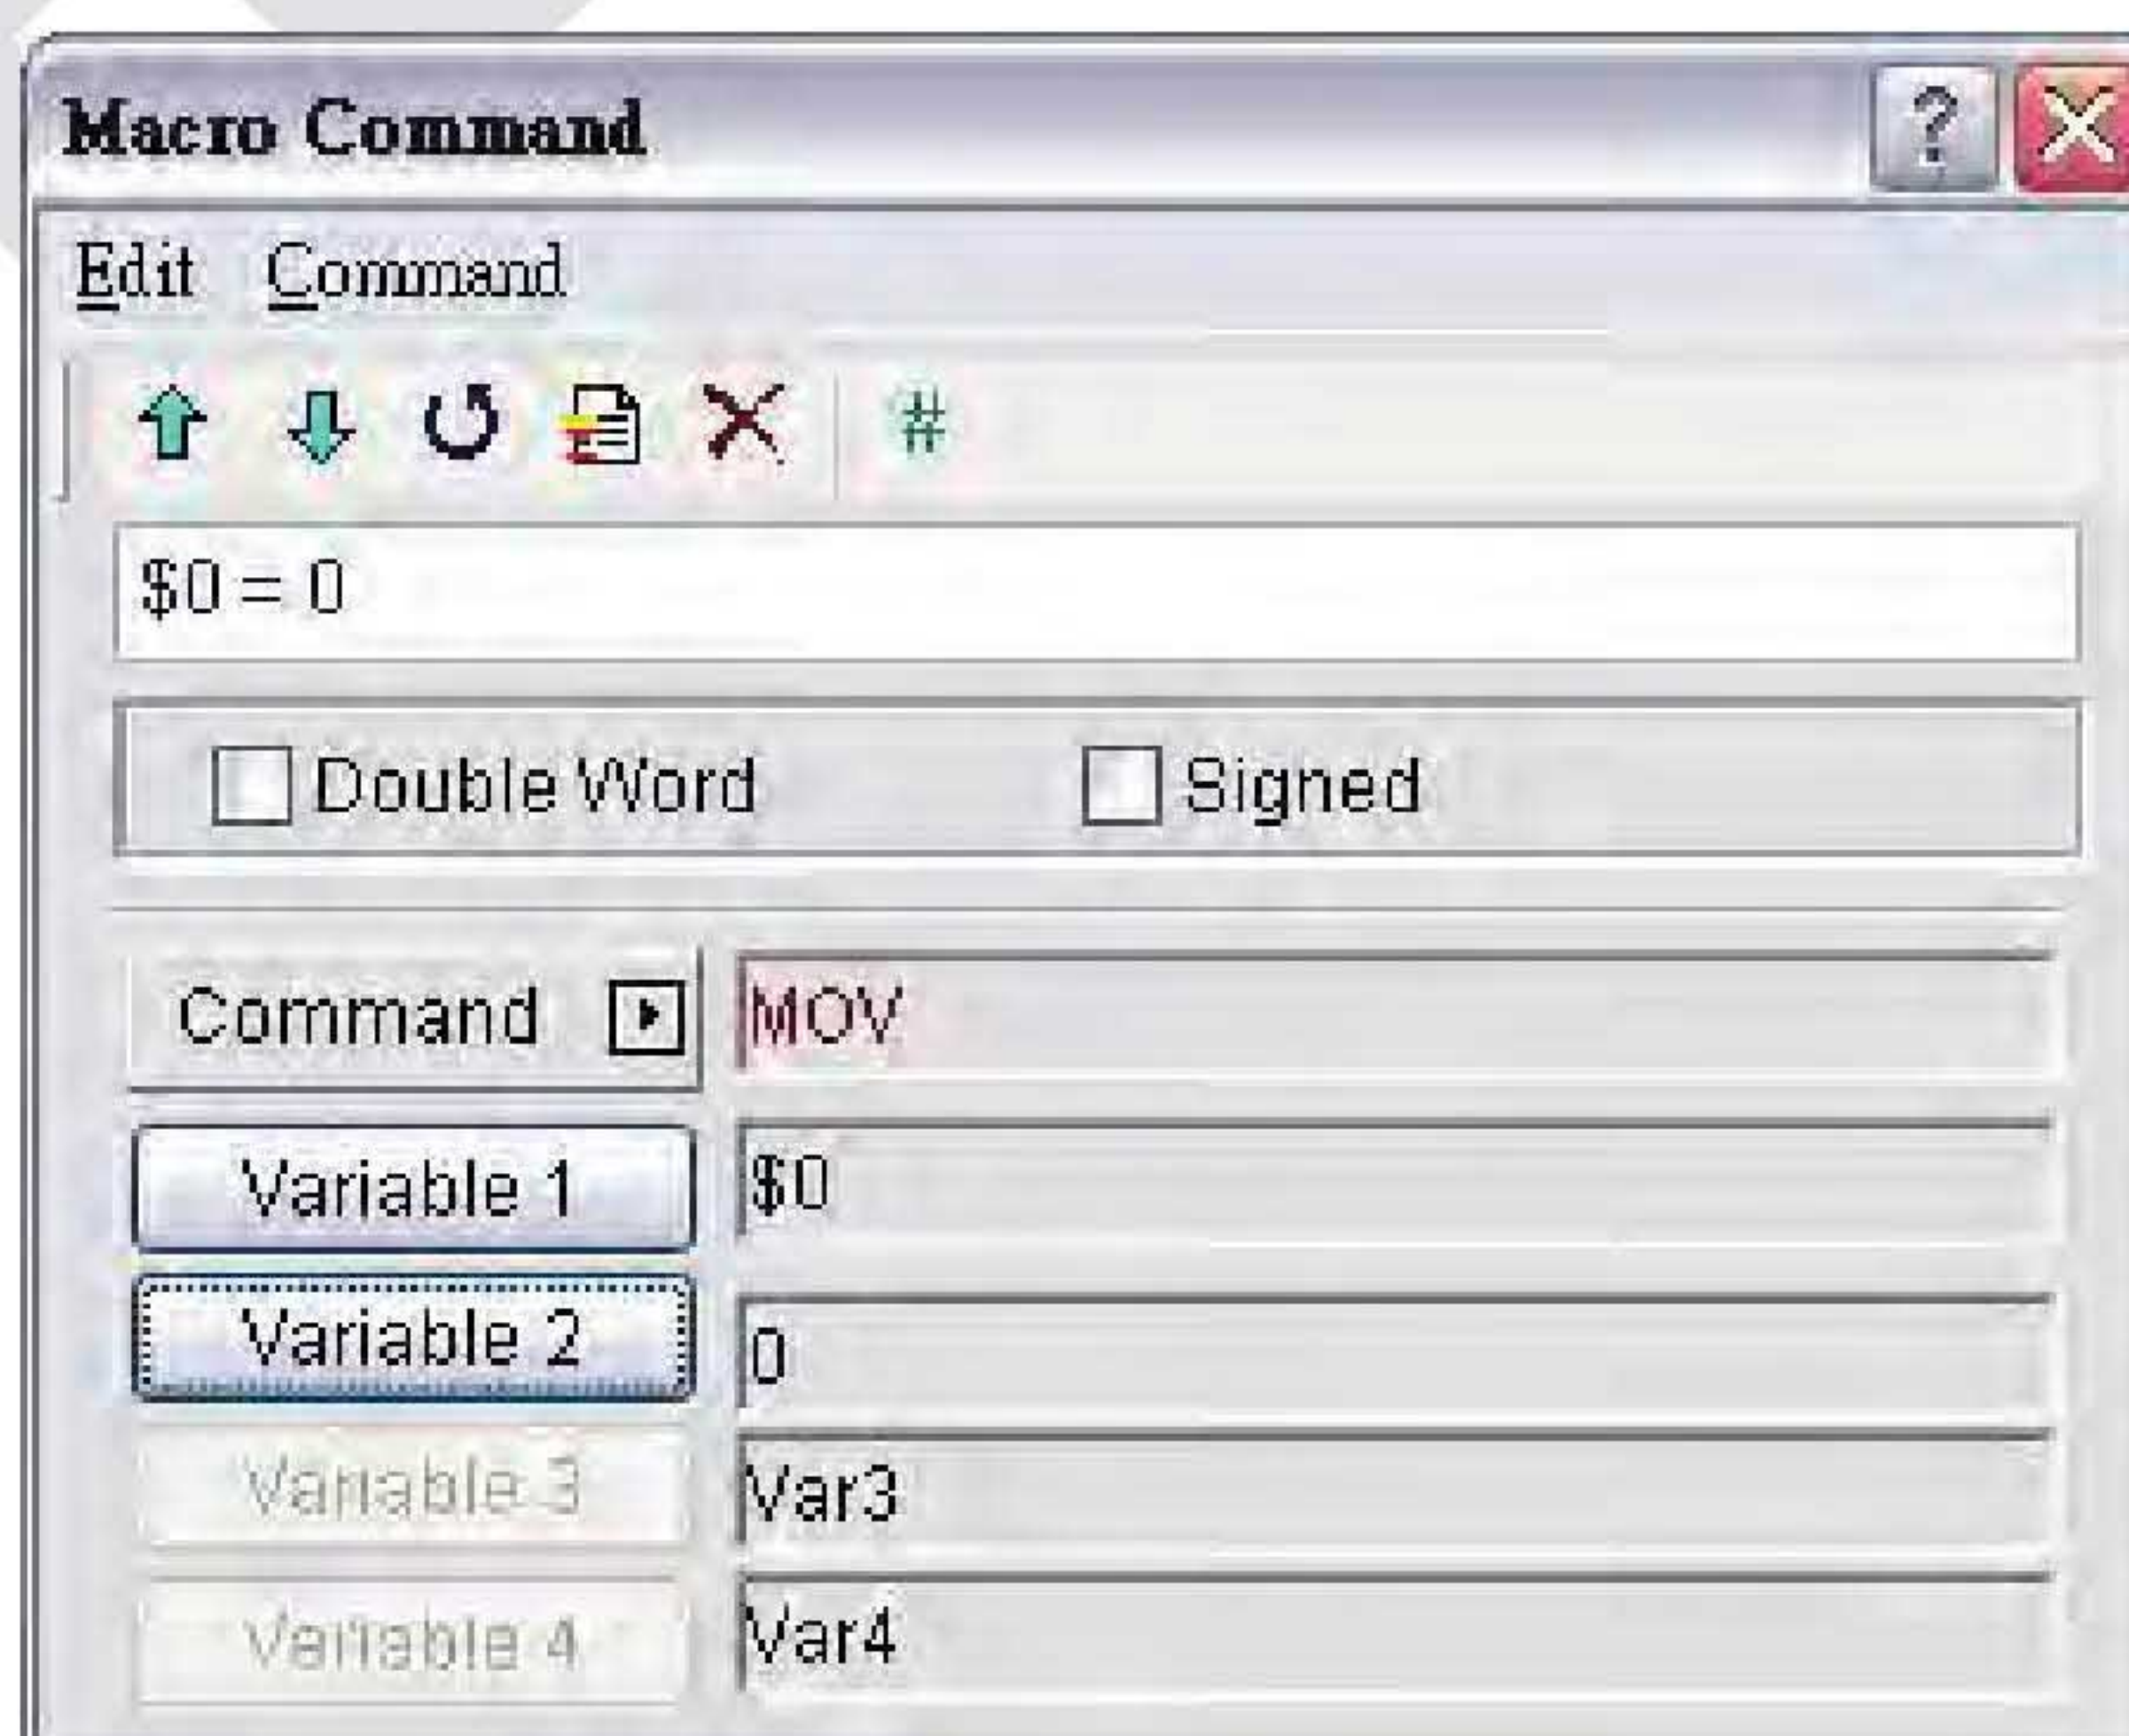 Macro Command ?
Edit Command
#
$0 = 0
Double Word Signed
Command MOV
Variable 1 $0
Variable 2 0
Variable 3 Var3
Variable 4 Var4